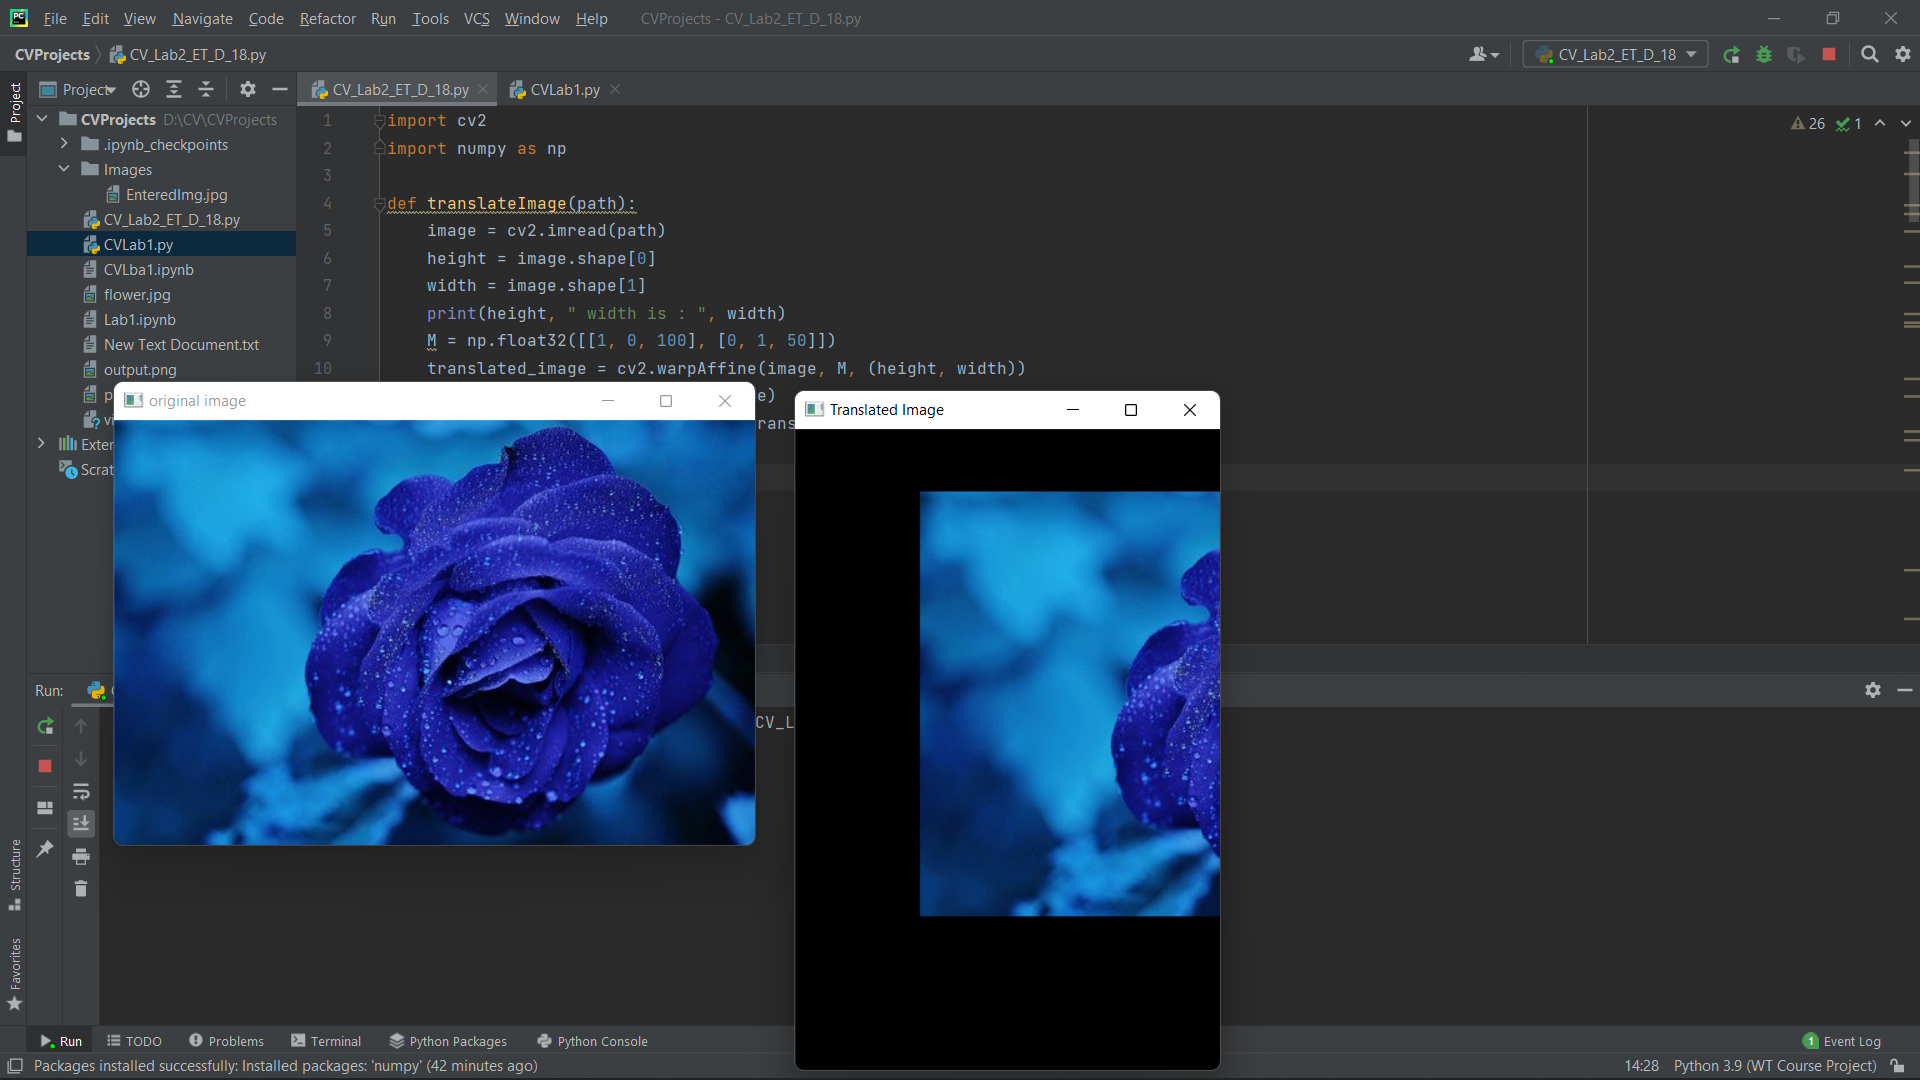 File Edit View Navigate Code Refactor Run Tools VCS Window Help CVProjects - CV_Lab2_ET_D_18.py
CVProjects CV_Lab2_ET_D_18.py
CV_Lab2_ET_D_18
Project
Project
CV_Lab2_ET_D_18.py
CVLab1.py
CVProjects D:\CV\CVProjects
.ipynb_checkpoints
Images
EnteredImg.jpg
CV_Lab2_ET_D_18.py
CVLab1.py
CVLba1.ipynb
flower.jpg
Lab1.ipynb
New Text Document.txt
output.png
p
vi
Exter
Scrat
26 1
1 import cv2
2 import numpy as np
3
4 def translateImage(path):
5 image = cv2.imread(path)
6 height = image.shape[0]
7 width = image.shape[1]
8 print(height, " width is : ", width)
9 M = np.float32([[1, 0, 100], [0, 1, 50]])
10 translated_image = cv2.warpAffine(image, M, (height, width))
e)
rans
original image
Translated Image
Run:
CV_L
Structure
Favorites
Run TODO Problems Terminal Python Packages Python Console
1 Event Log
Packages installed successfully: Installed packages: 'numpy' (42 minutes ago)
14:28 Python 3.9 (WT Course Project)